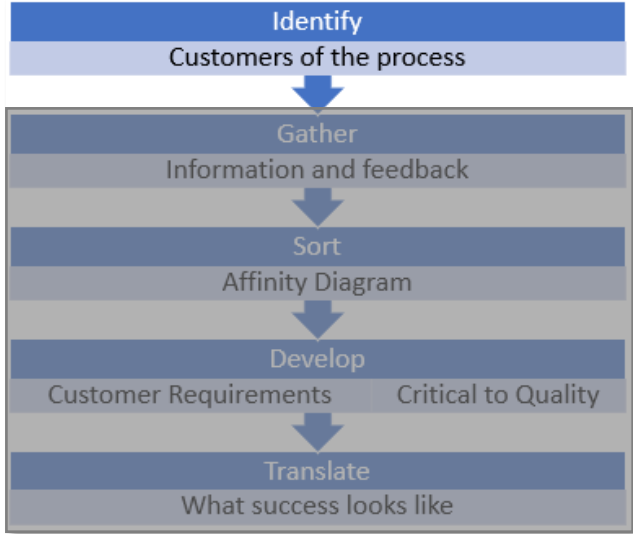 Identify
Customers of the process
Gather
Information and feedback
Sort
Affinity Diagram
Develop
Customer Requirements Critical to Quality
Translate
What success looks like